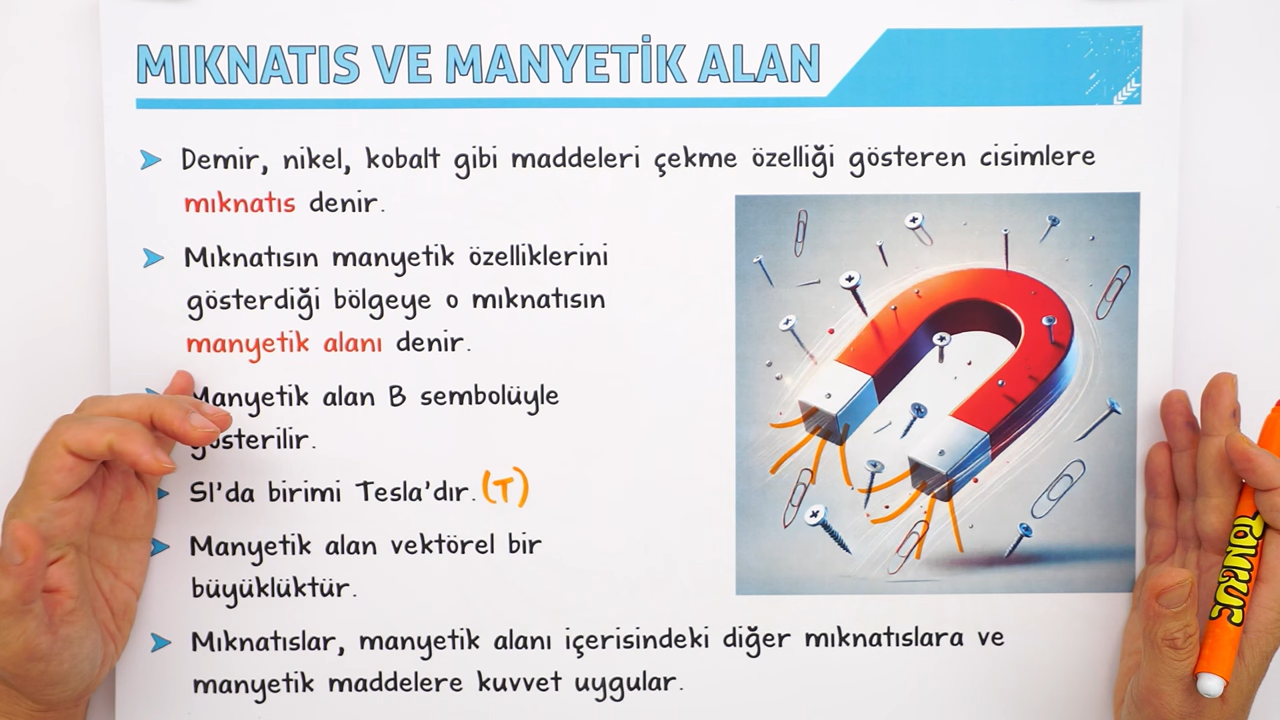 MIKNATIS VE MANYETİK ALAN
Demir, nikel, kobalt gibi maddeleri çekme özelliği gösteren cisimlere
mıknatıs denir.
Mıknatısın manyetik özelliklerini
gösterdiği bölgeye o mıknatısın
manyetik alanı denir.
Manyetik alan B sembolüyle
gösterilir.
SI'da birimi Tesla'dır. (T)
Manyetik alan vektörel bir
büyüklüktür.
Mıknatıslar, manyetik alanı içerisindeki diğer mıknatıslara ve
manyetik maddelere kuvvet uygular.
TONGUÇ